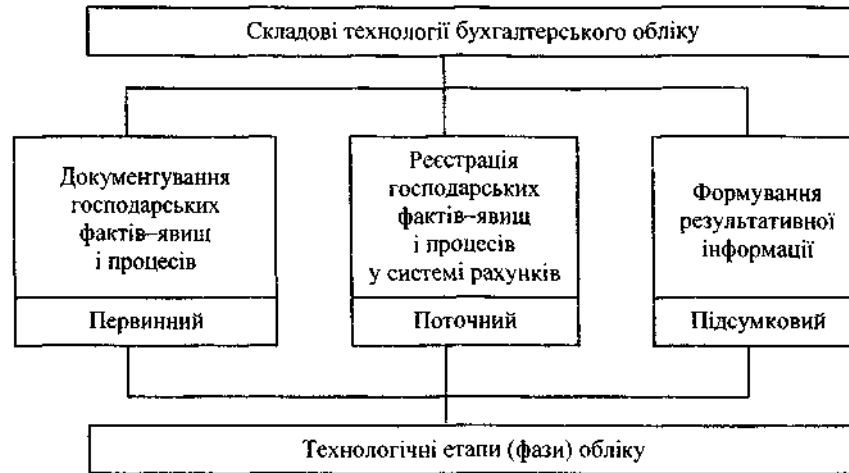 Складові технології бухгалтерського обліку
Документування
господарських
фактів–явищ
і процесів
Первинний
Реєстрація
господарських
фактів–явищ
і процесів
у системі рахунків
Поточний
Формування
результативної
інформації
Підсумковий
Технологічні етапи (фази) обліку